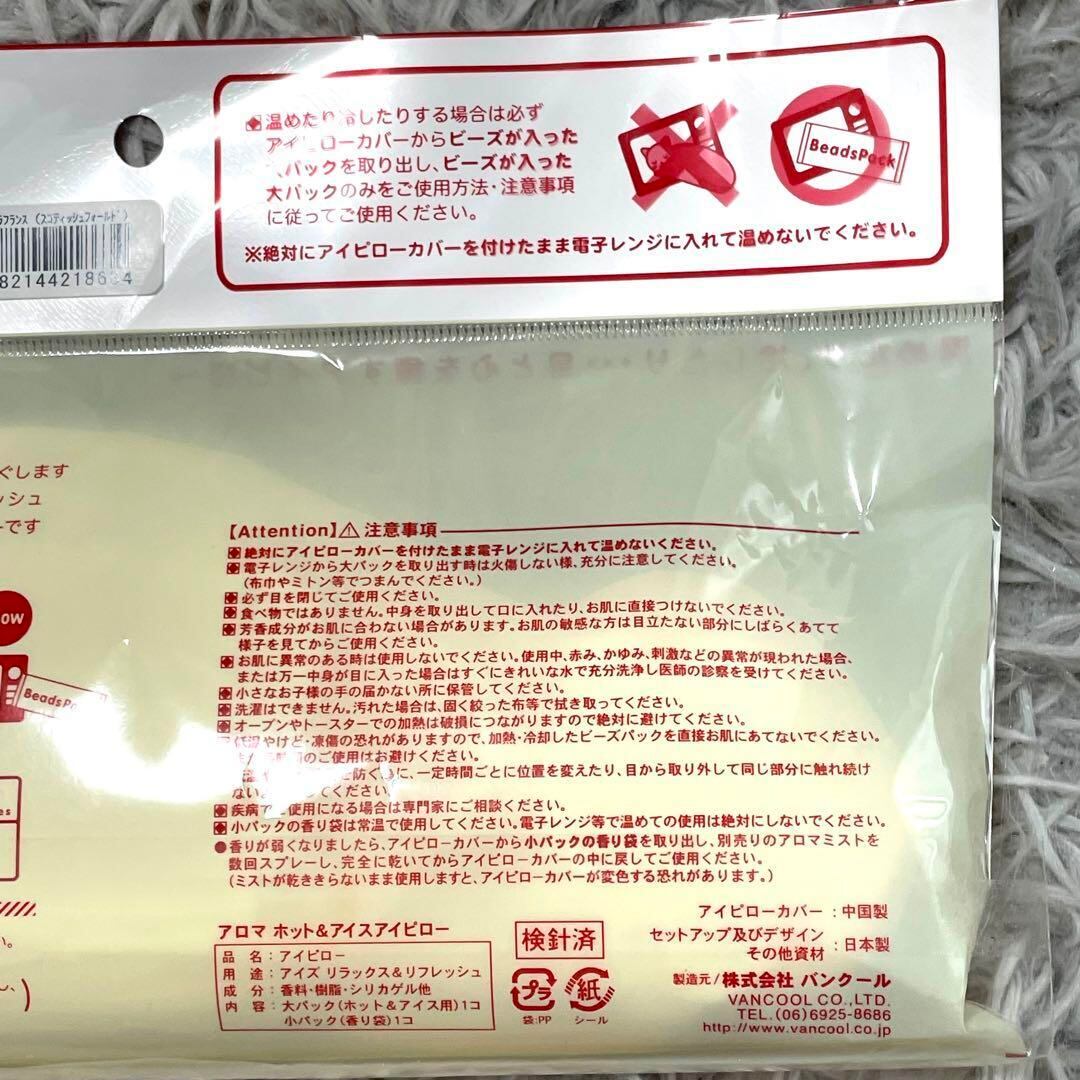 温めたり冷したりする場合は必ず
アイピローカバーからビーズが入った
パックを取り出し、ビーズが入った
大パックのみをご使用方法・注意事項
に従ってご使用ください。
※絶対にアイピローカバーを付けたまま電子レンジに入れて温めないでください。
BeadsPack
ラフランス (スコティッシュフォールド)
ぐします
ッシュ
ーです
【Attention】⚠注意事項
絶対にアイピローカバーを付けたまま電子レンジに入れて温めないください。
電子レンジから大パックを取り出す時は火傷しない様、充分に注意してください。
(布巾やミトン等でつまんでください。)
必ず目を閉じてご使用ください。
食べ物ではありません。中身を取り出して口に入れたり、お肌に直接つけないでください。
芳香成分がお肌に合わない場合があります。お肌の敏感な方は目立たない部分にしばらくあてて
様子を見てからご使用ください。
お肌に異常のある時は使用しないでください。使用中、赤み、かゆみ、刺激などの異常が現われた場合、
または万一中身が目に入った場合はすぐにきれいな水で充分洗浄し医師の診察を受けてください。
小さなお子様の手の届かない所に保管してください。
洗濯はできません。汚れた場合は、固く絞った布等で拭き取ってください。
オーブンやトースターでの加熱は破損につながりますので絶対に避けてください。
低温やけど・凍傷の恐れがありますので、加熱・冷却したビーズパックを直接お肌にあてないでください。
のご使用はお避けください。
防ぐ、一定時間ごとに位置を変えたり、目から取り外して同じ部分に触れ続け
ください。
疾病でご使用になる場合は専門家にご相談ください。
小パックの香り袋は常温で使用してください。電子レンジ等で温めての使用は絶対にしないでください。
●香りが弱くなりましたら、アイピローカバーから小パックの香り袋を取り出し、別売りのアロマミストを
数回スプレーし、完全に乾いてからアイピローカバーの中に戻してご使用ください。
(ミストが乾ききらないまま使用しますと、アイピローカバーが変色する恐れがあります。)
0W
BeadsPack
es
い。
アロマ ホット&アイスアイピロー
品 名 : アイピロー
用 途 : アイズ リラックス&リフレッシュ
成 分 : 香料・樹脂・シリカゲル他
内 容 : 大パック(ホット&アイス用)1コ
小パック(香り袋)1コ
検針済
プラ
袋:PP
紙
シール
アイピローカバー : 中国製
セットアップ及びデザイン
その他資材 : 日本製
製造元/株式会社 バンクール
VANCOOL CO.,LTD.
TEL.(06)6925-8686
http://www.vancool.co.jp